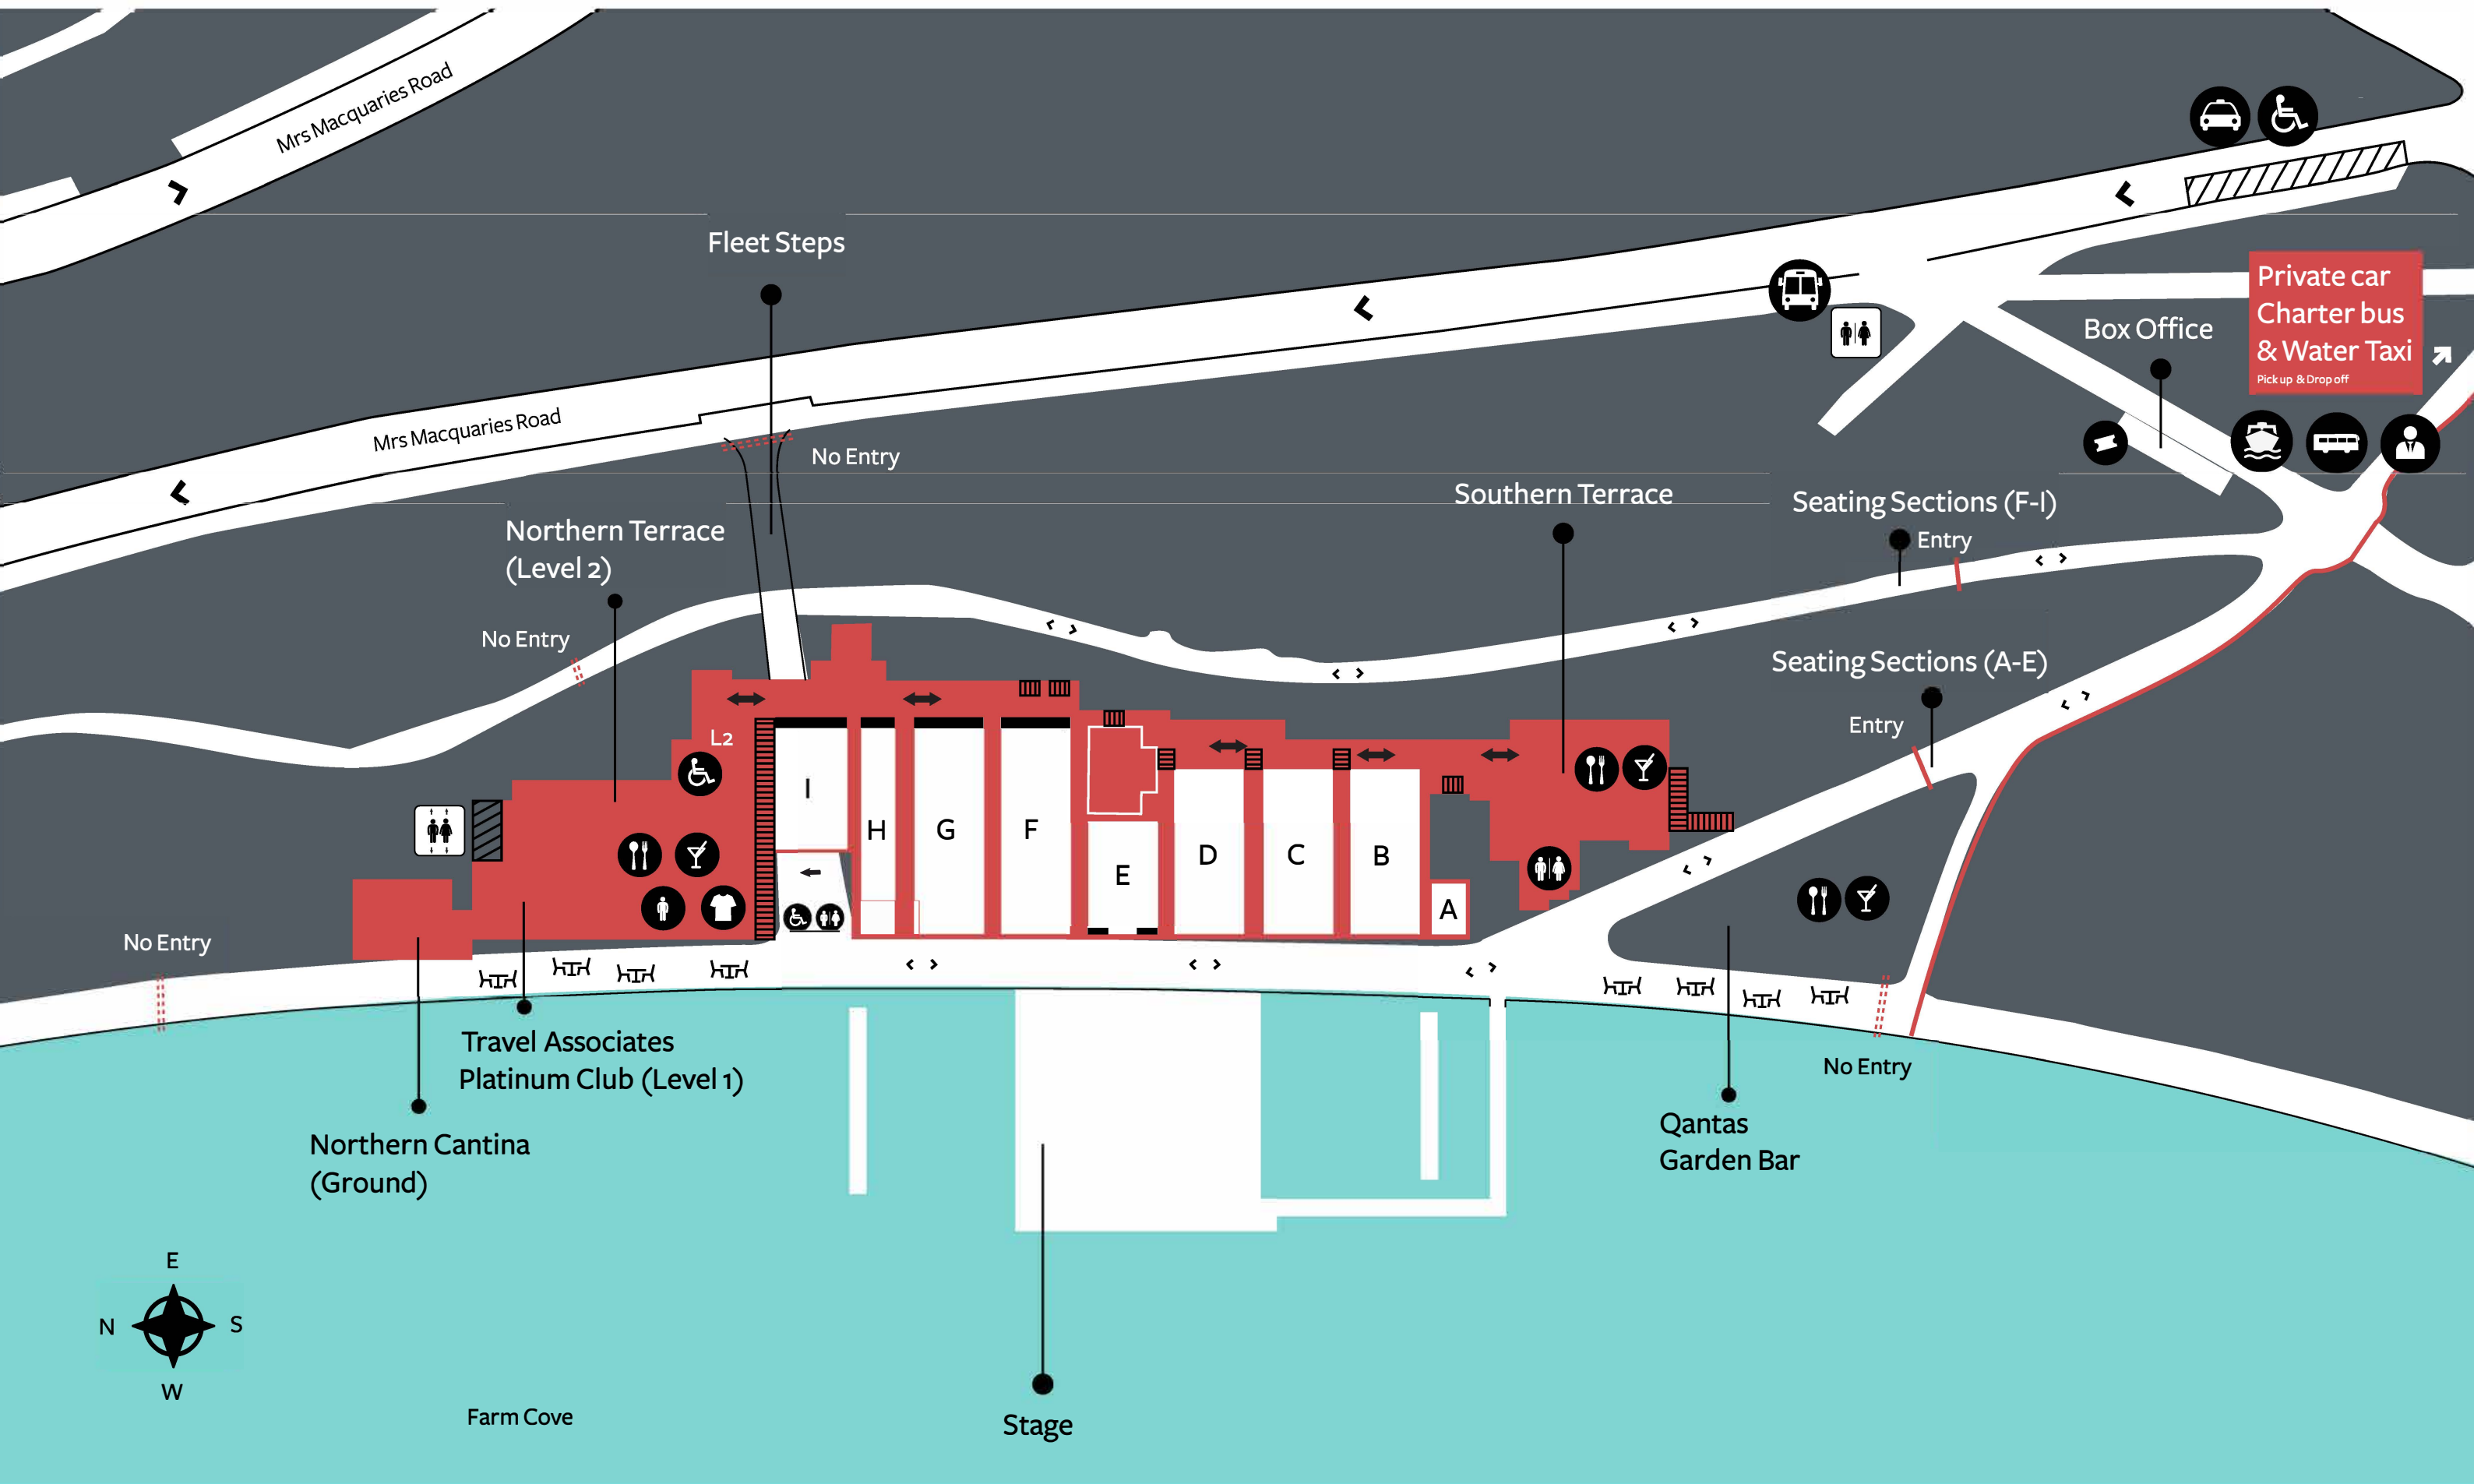 Mrs Macquaries Road
Fleet Steps
Private car
Charter bus
& Water Taxi
Pick up & Drop off
Box Office
Mrs Macquaries Road
No Entry
Southern Terrace
Seating Sections (F-I)
Entry
Northern Terrace
(Level 2)
No Entry
Seating Sections (A-E)
Entry
L2
I
H
G
F
E
D
C
B
A
No Entry
Travel Associates
Platinum Club (Level 1)
No Entry
Northern Cantina
(Ground)
Qantas
Garden Bar
E
N
S
W
Farm Cove
Stage